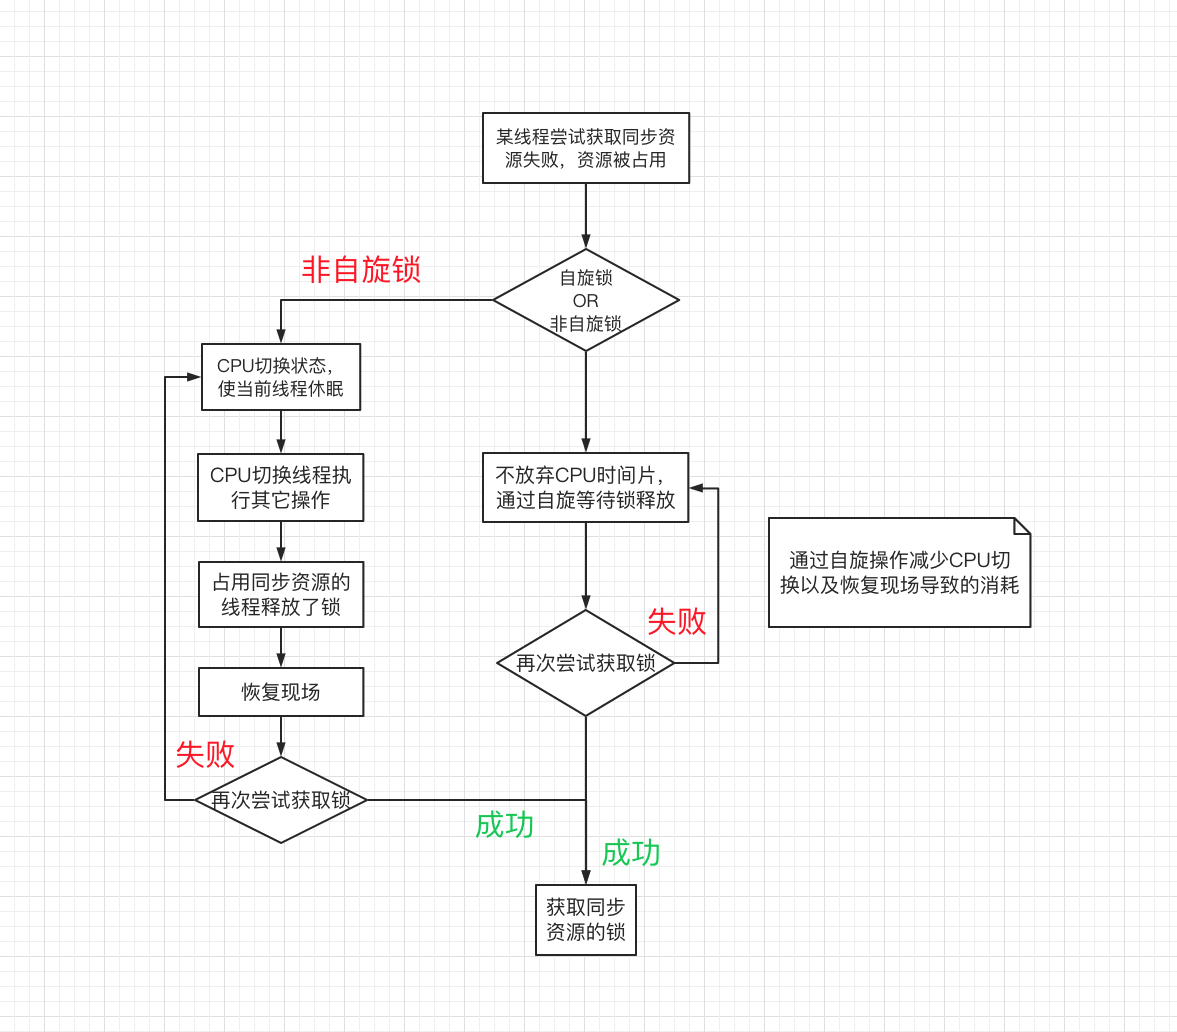 某线程尝试获取同步资
源失败，资源被占用
非自旋锁
自旋锁
OR
非自旋锁
CPU切换状态，
使当前线程休眠
CPU切换线程执
行其它操作
占用同步资源的
线程释放了锁
恢复现场
失败
再次尝试获取锁
成功
不放弃CPU时间片，
通过自旋等待锁释放
失败
再次尝试获取锁
成功
获取同步
资源的锁
通过自旋操作减少CPU切
换以及恢复现场导致的消耗